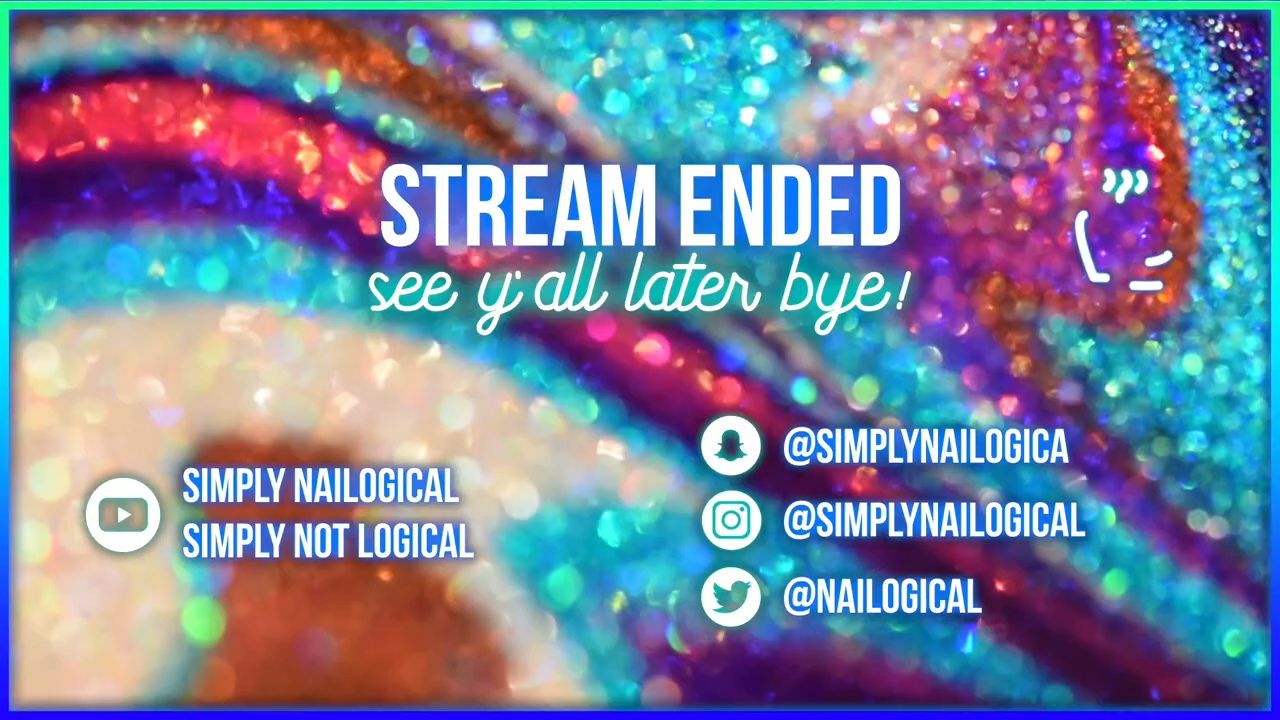 STREAM ENDED
see y'all later bye!
SIMPLY NAILOGICAL
SIMPLY NOT LOGICAL
@SIMPLYNAILOGICA
@SIMPLYNAILOGICAL
@NAILOGICAL